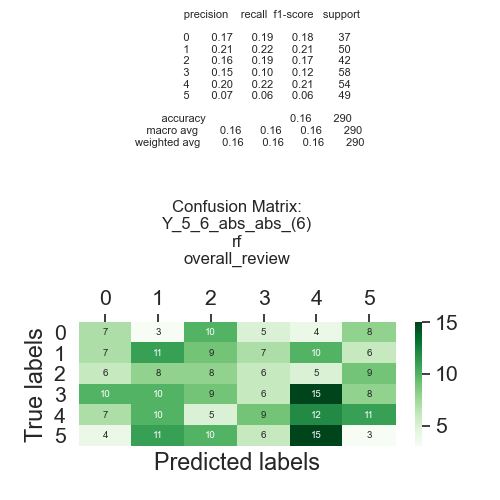 precision recall f1-score support
0 0.17 0.19 0.18 37
1 0.21 0.22 0.21 50
2 0.16 0.19 0.17 42
3 0.15 0.10 0.12 58
4 0.20 0.22 0.21 54
5 0.07 0.06 0.06 49
accuracy 0.16 290
macro avg 0.16 0.16 0.16 290
weighted avg 0.16 0.16 0.16 290
Confusion Matrix:
Y_5_6_abs_abs_(6)
rf
overall_review
0 1 2 3 4 5
0 7 3 10 5 4 8
1 7 11 9 7 10 6
2 6 8 8 6 5 9
3 10 10 9 6 15 8
4 7 10 5 9 12 11
5 4 11 10 6 15 3
True labels
Predicted labels
15
10
5